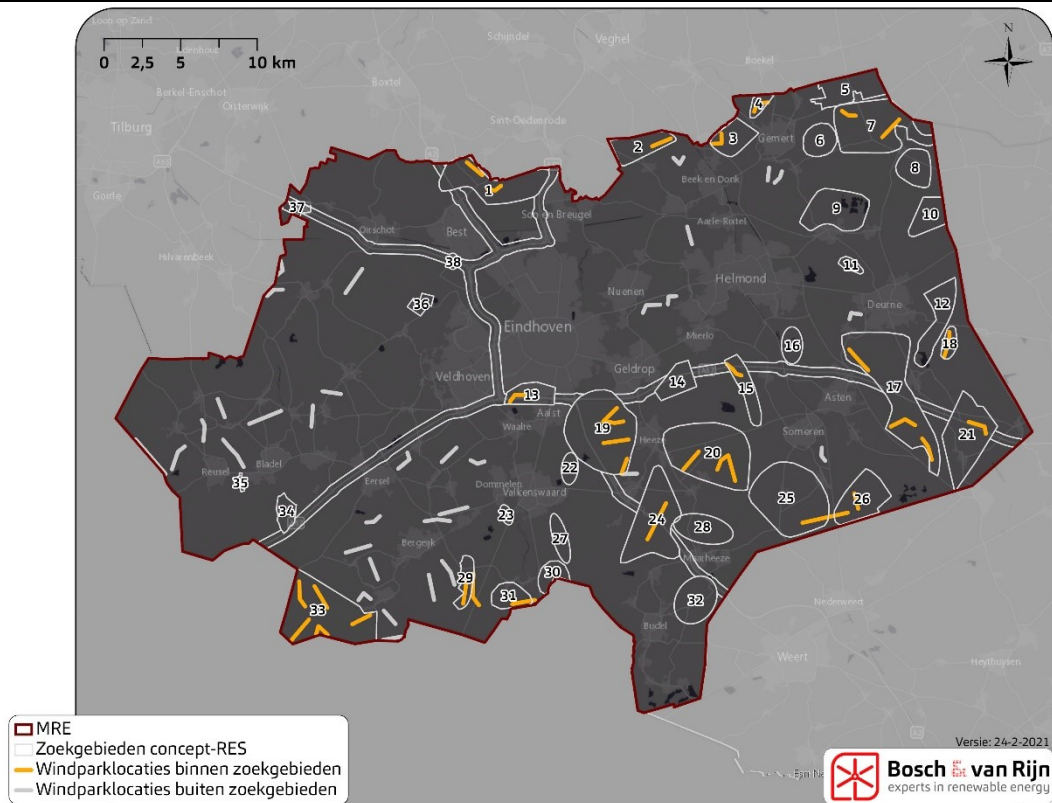 Loon op Zand
Udenhout
Schijndel
Veghel
N
0 2,5 5 10 km
Boekel
Berkel-Enschot
Boxtel
Oisterwijk
5
4
Tilburg
Sint-Oedenrode
7
3
Gemert
6
2
8
1
Beek en Donk
Goirle
37
Son en Breugel
9
10
Oirschot
Best
Aarle-Rixtel
Hilvarenbeek
38
11
Helmond
36
Nuenen
12
Deurne
Eindhoven
Mierlo
16
18
Geldrop
Veldhoven
14
15
17
13
Asten
Aalst
Waalre
19
Someren
21
Heeze
20
Reusel
Bladel
22
35
Eersel
Dommelen
Valkenswaard
25
26
34
23
24
28
27
Bergeijk
Maarheeze
29
30
31
32
33
Nederweert
Budel
Weert
Heythuysen
MRE
Zoekgebieden concept-RES
Windparklocaties binnen zoekgebieden
Windparklocaties buiten zoekgebieden
Versie: 24-2-2021
Bosch & van Rijn
experts in renewable energy